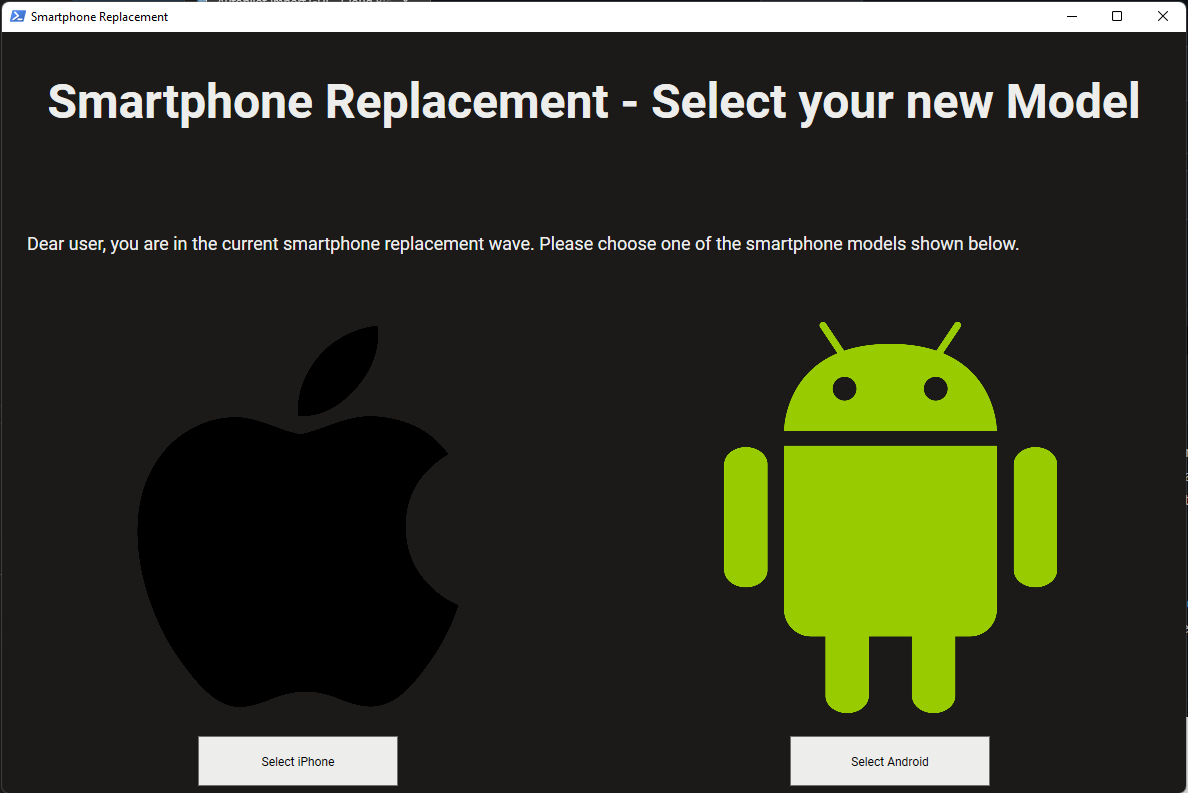 Smartphone Replacement
Smartphone Replacement - Select your new Model
Dear user, you are in the current smartphone replacement wave. Please choose one of the smartphone models shown below.
Select iPhone
Select Android